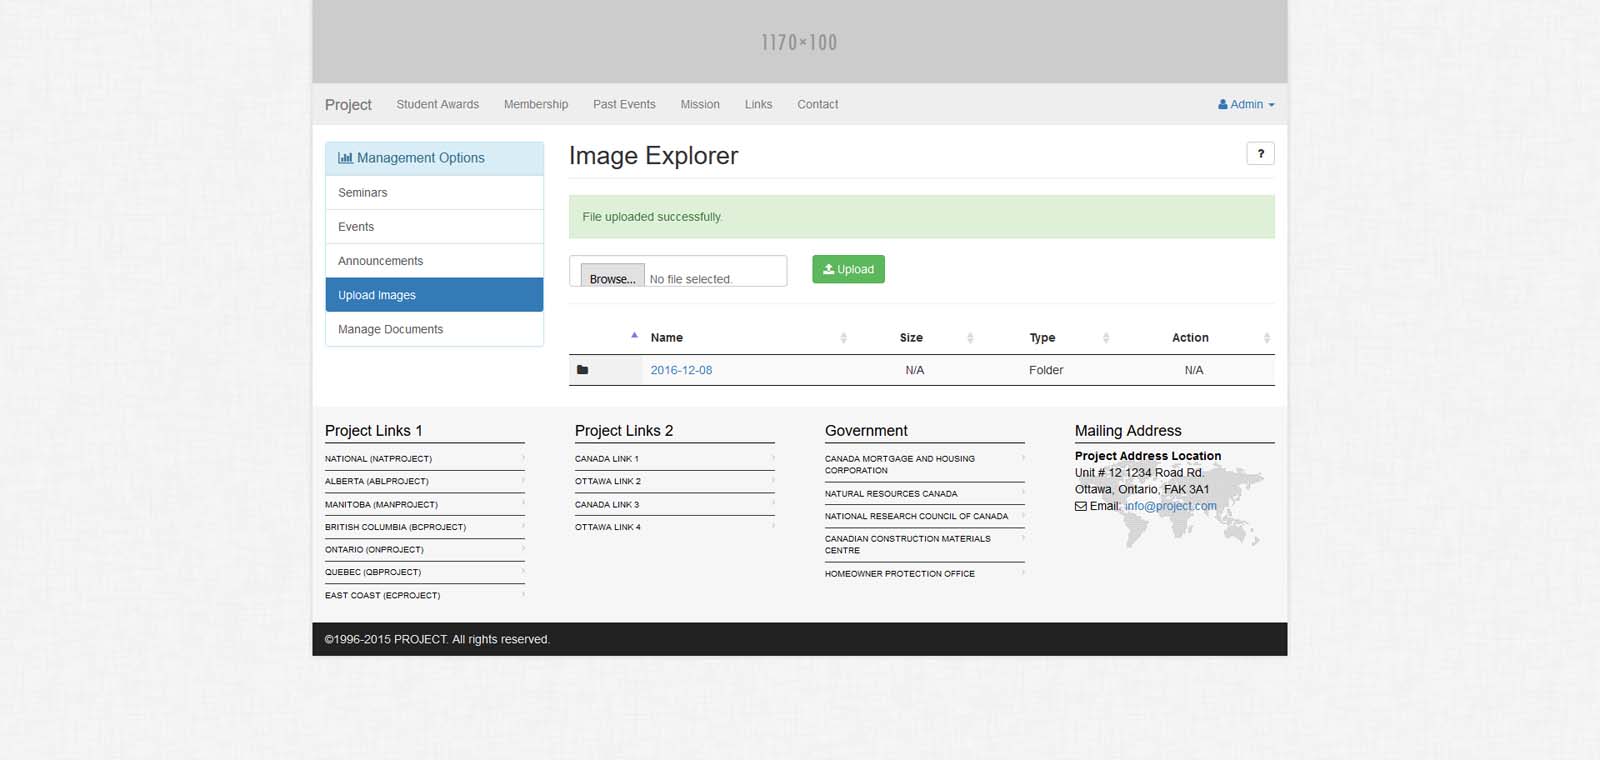 1170×100
Project Student Awards Membership Past Events Mission Links Contact Admin
Management Options
Seminars
Events
Announcements
Upload Images
Manage Documents
Image Explorer
?
File uploaded successfully.
Browse... No file selected.
Upload
Name Size Type Action
2016-12-08 N/A Folder N/A
Project Links 1
NATIONAL (NATPROJECT)
ALBERTA (ABLPROJECT)
MANITOBA (MANPROJECT)
BRITISH COLUMBIA (BCPROJECT)
ONTARIO (ONPROJECT)
QUEBEC (QBPROJECT)
EAST COAST (ECPROJECT)
Project Links 2
CANADA LINK 1
OTTAWA LINK 2
CANADA LINK 3
OTTAWA LINK 4
Government
CANADA MORTGAGE AND HOUSING
CORPORATION
NATURAL RESOURCES CANADA
NATIONAL RESEARCH COUNCIL OF CANADA
CANADIAN CONSTRUCTION MATERIALS
CENTRE
HOMEOWNER PROTECTION OFFICE
Mailing Address
Project Address Location
Unit # 12 1234 Road Rd.
Ottawa, Ontario, FAK 3A1
Email: info@project.com
©1996-2015 PROJECT. All rights reserved.